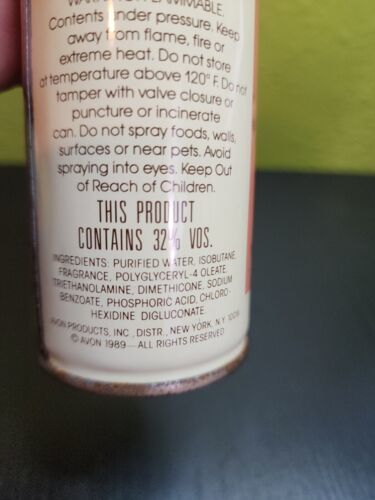 WARNING: FLAMMABLE.
Contents under pressure. Keep
away from flame, fire or
extreme heat. Do not store
at temperature above 120° F. Do not
tamper with valve closure or
puncture or incinerate
can. Do not spray foods, walls,
surfaces or near pets. Avoid
spraying into eyes. Keep Out
of Reach of Children.
THIS PRODUCT
CONTAINS 32% VOS.
INGREDIENTS: PURIFIED WATER, ISOBUTANE,
FRAGRANCE, POLYGLYCERYL-4 OLEATE,
TRIETHANOLAMINE, DIMETHICONE, SODIUM
BENZOATE, PHOSPHORIC ACID, CHLOR-
HEXIDINE DIGLUCONATE.
AVON PRODUCTS, INC., DISTR., NEW YORK, N.Y.
© AVON 1989—ALL RIGHTS RESERVED